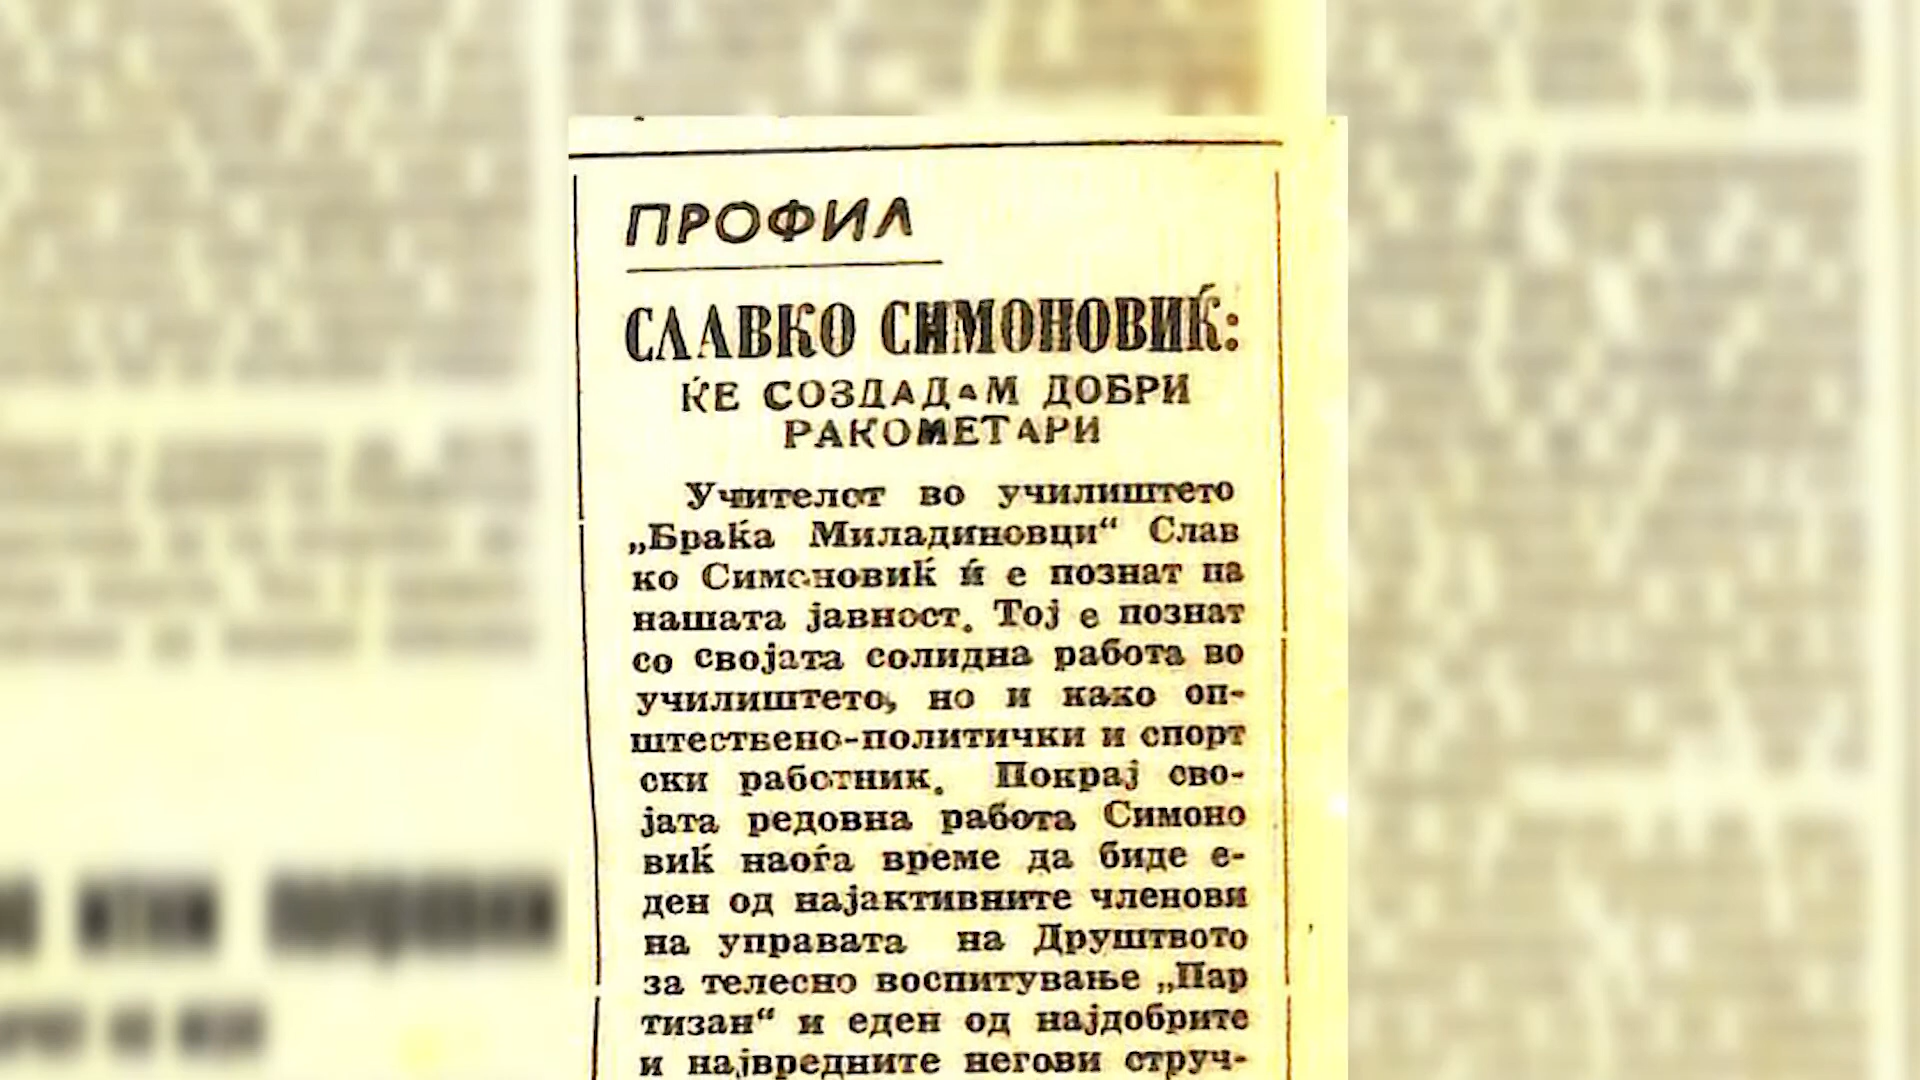 ПРОФИЛ
СЛАВКО СИМОНОВИЌ:
ЌЕ СОЗДАДАМ ДОБРИ
РАКОМЕТАРИ
Учителот во училиштето
„Браќа Миладиновци“ Слав
ко Симоновиќ ѝ е познат на
нашата јавност. Тој е познат
со својата солидна работа во
училиштето, но и како оп-
штествено-политички и спорт
ски работник. Покрај сво-
јата редовна работа Симоно
виќ наоѓа време да биде е-
ден од најактивните членови
на управата на Друштвото
за телесно воспитување „Пар
тизан“ и еден од најдобрите
и највредните негови струч-